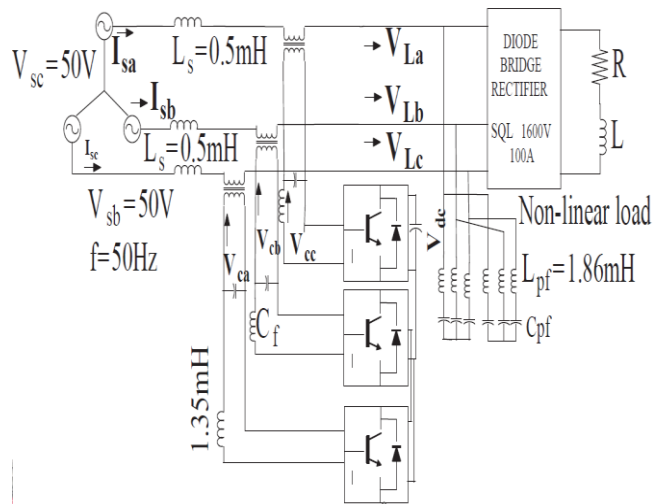 I_sa
L_s=0.5mH
V_sc=50V
I_sb
I_sc
L_s=0.5mH
V_sb=50V
f=50Hz
V_La
V_Lb
V_Lc
DIODE
BRIDGE
RECTIFIER
SQL 1600V
100A
R
L
Non-linear load
L_pf=1.86mH
Cpf
V_dc
V_ca
V_cb
V_cc
C_f
1.35mH